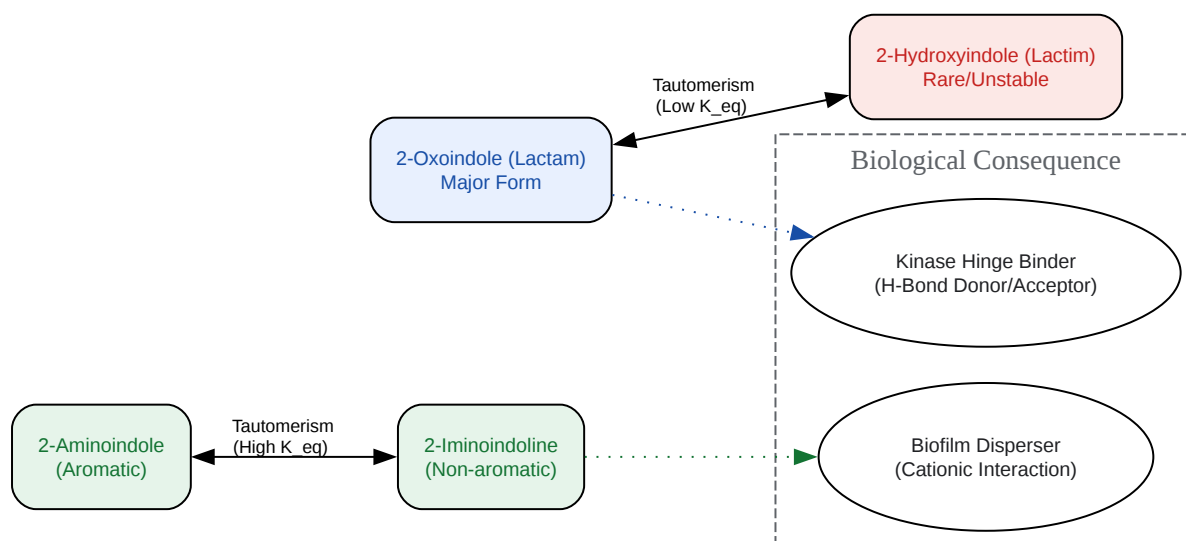 2-Hydroxyindole (Lactim)
Rare/Unstable
Tautomerism
(Low K_eq)
2-Oxoindole (Lactam)
Major Form
Biological Consequence
Kinase Hinge Binder
(H-Bond Donor/Acceptor)
2-Aminoindole
(Aromatic)
Tautomerism
(High K_eq)
2-Iminoindoline
(Non-aromatic)
Biofilm Disperser
(Cationic Interaction)